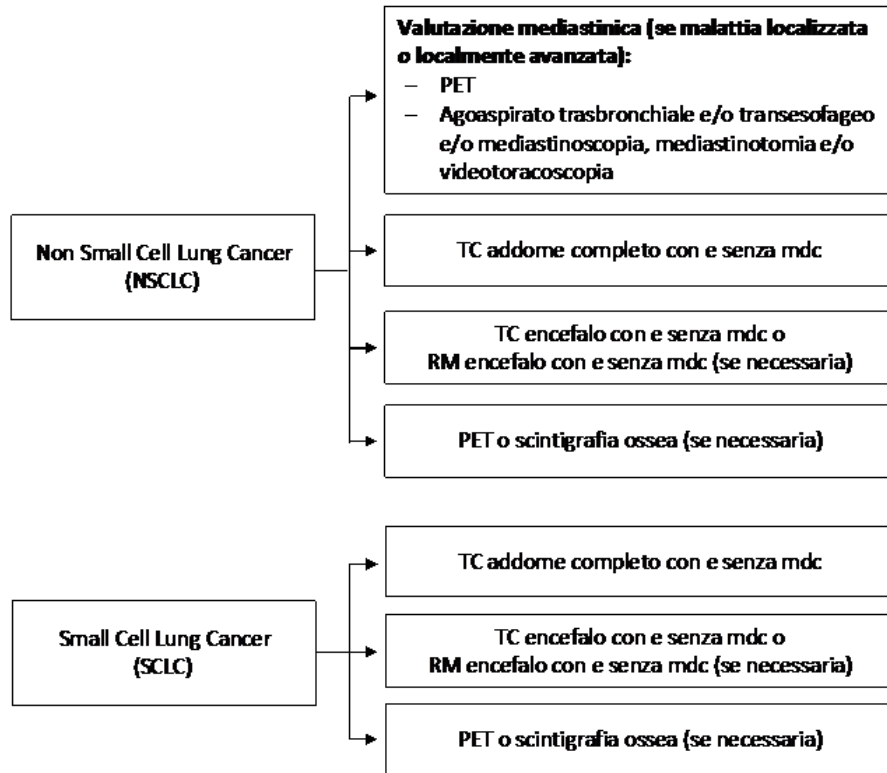 Valutazione mediastinica (se malattia localizzata
o localmente avanzata):
– PET
– Agoaspirato trasbronchiale e/o transesofageo
e/o mediastinoscopia, mediastinotomia e/o
videotoracoscopia
Non Small Cell Lung Cancer
(NSCLC)
TC addome completo con e senza mdc
TC encefalo con e senza mdc o
RM encefalo con e senza mdc (se necessaria)
PET o scintigrafia ossea (se necessaria)
TC addome completo con e senza mdc
Small Cell Lung Cancer
(SCLC)
TC encefalo con e senza mdc o
RM encefalo con e senza mdc (se necessaria)
PET o scintigrafia ossea (se necessaria)